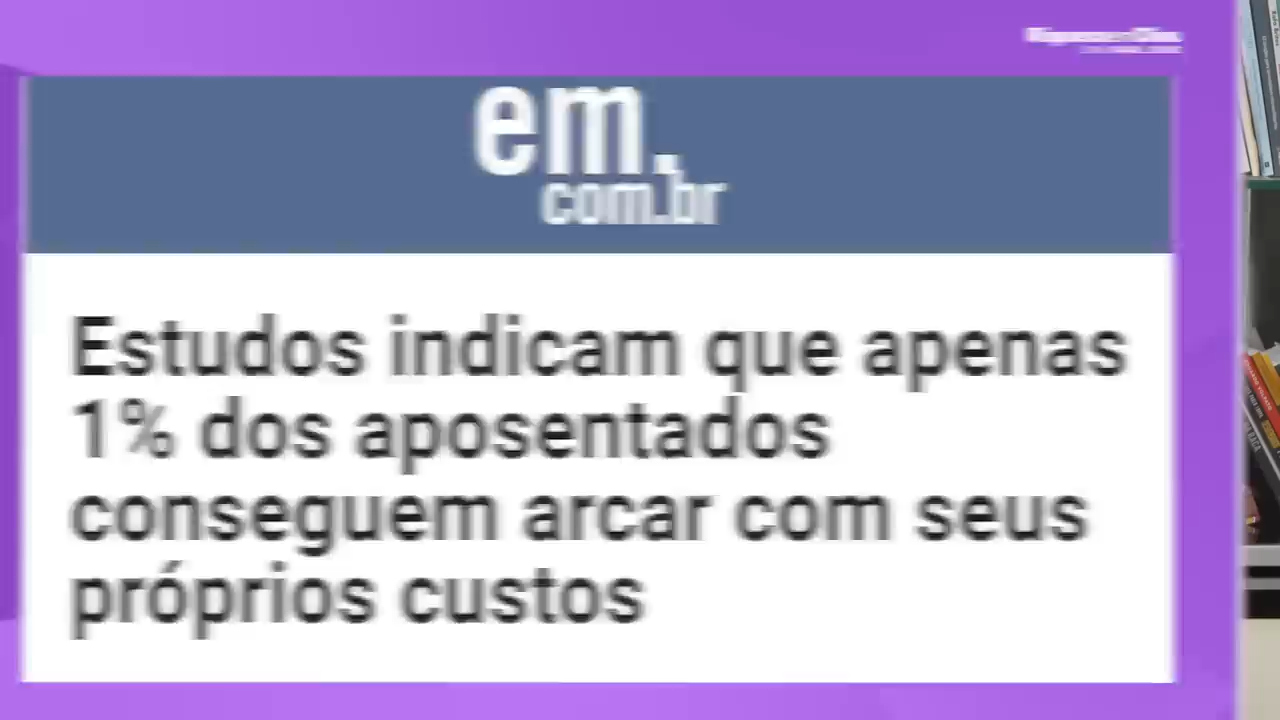 em.
com.br
Estudos indicam que apenas
1% dos aposentados
conseguem arcar com seus
próprios custos